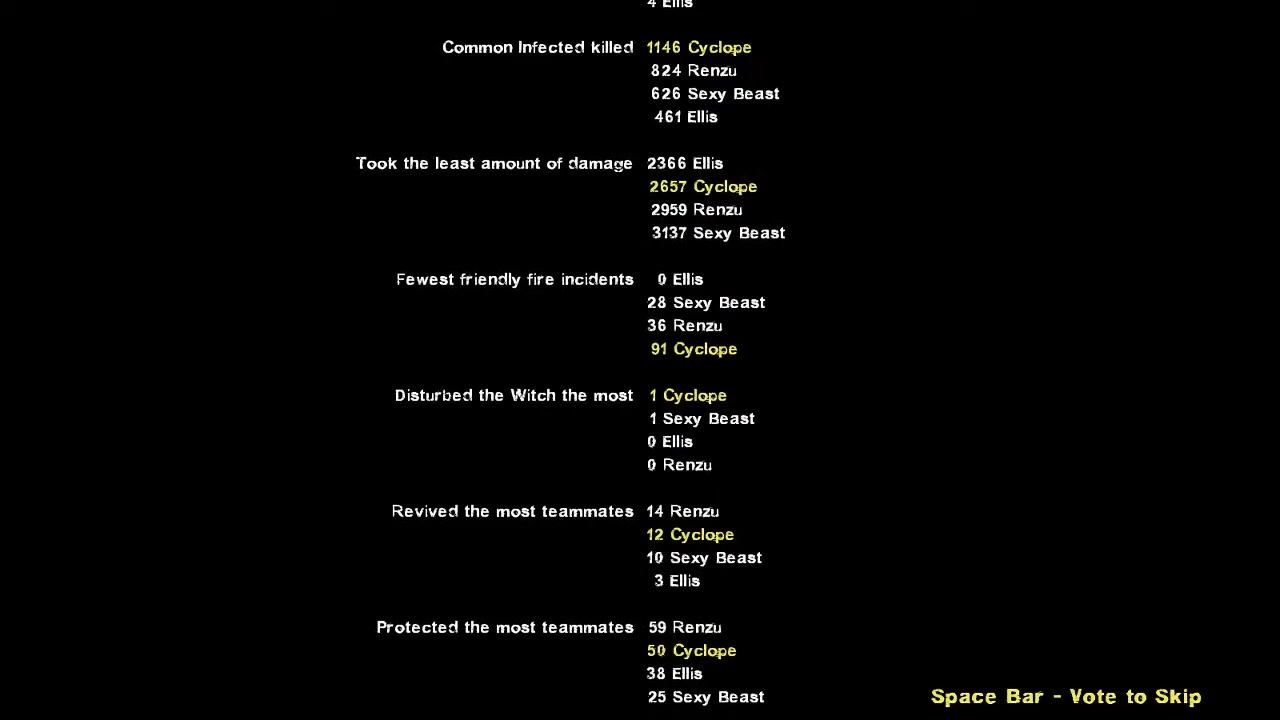 4 Ellis
Common Infected killed 1146 Cyclope
824 Renzu
626 Sexy Beast
461 Ellis
Took the least amount of damage 2366 Ellis
2657 Cyclope
2959 Renzu
3137 Sexy Beast
Fewest friendly fire incidents 0 Ellis
28 Sexy Beast
36 Renzu
91 Cyclope
Disturbed the Witch the most 1 Cyclope
1 Sexy Beast
0 Ellis
0 Renzu
Revived the most teammates 14 Renzu
12 Cyclope
10 Sexy Beast
3 Ellis
Protected the most teammates 59 Renzu
50 Cyclope
38 Ellis
25 Sexy Beast
Space Bar - Vote to Skip